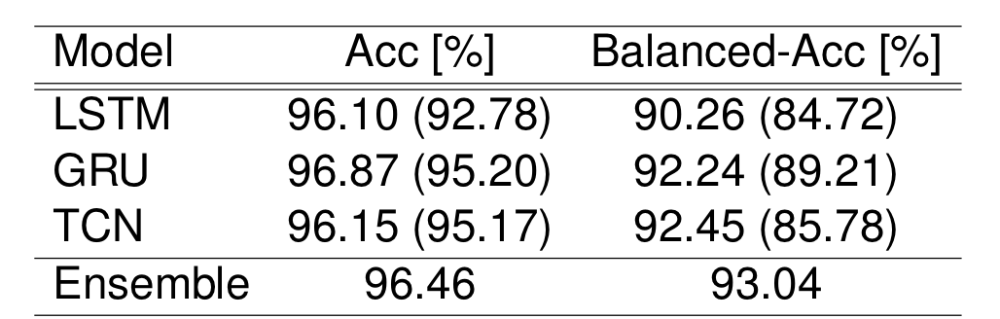 Model Acc [%] Balanced-Acc [%]
LSTM 96.10 (92.78) 90.26 (84.72)
GRU 96.87 (95.20) 92.24 (89.21)
TCN 96.15 (95.17) 92.45 (85.78)
Ensemble 96.46 93.04